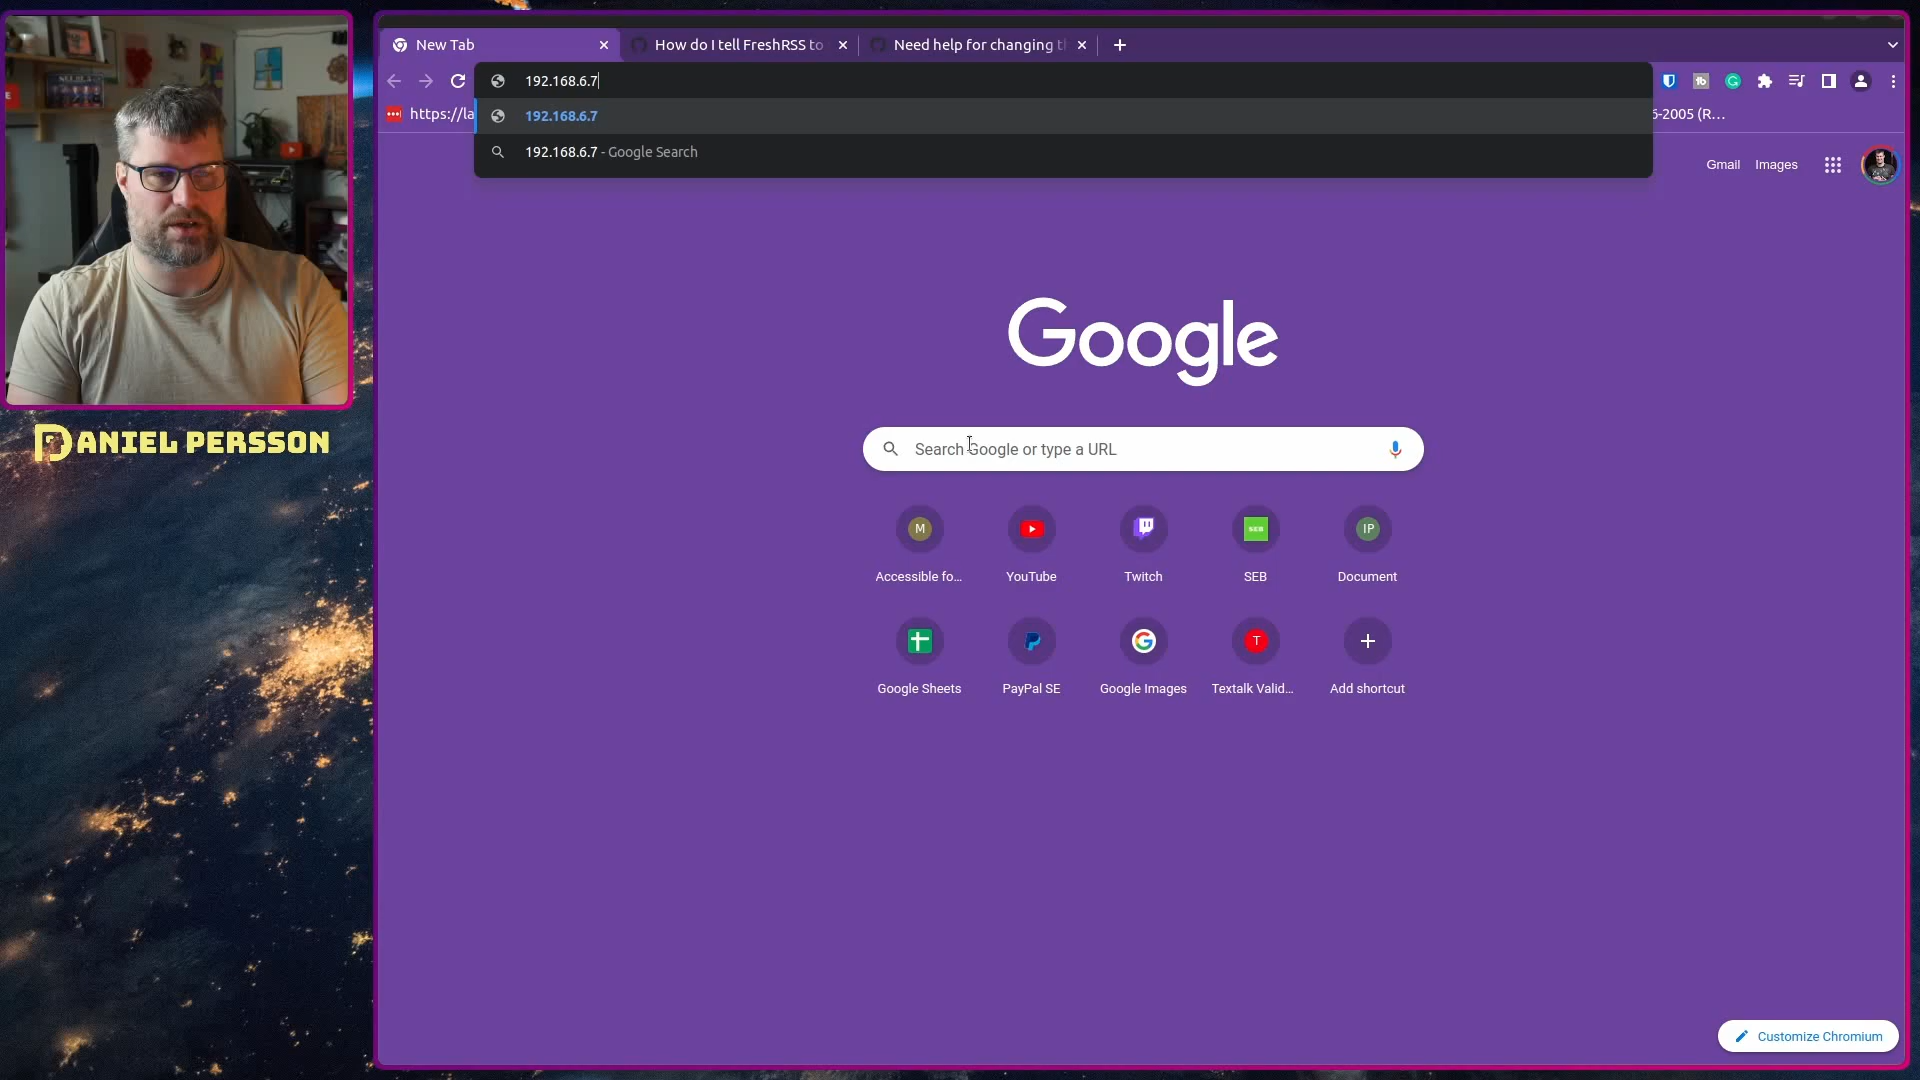 New Tab
How do I tell FreshRSS to
Need help for changing t
192.168.6.7
https://la
192.168.6.7
6-2005 (R...
192.168.6.7 - Google Search
Gmail
Images
Google
Search Google or type a URL
M
SEB
IP
Accessible fo...
YouTube
Twitch
SEB
Document
T
Google Sheets
PayPal SE
Google Images
Textalk Valid...
Add shortcut
Customize Chromium
DANIEL PERSSON